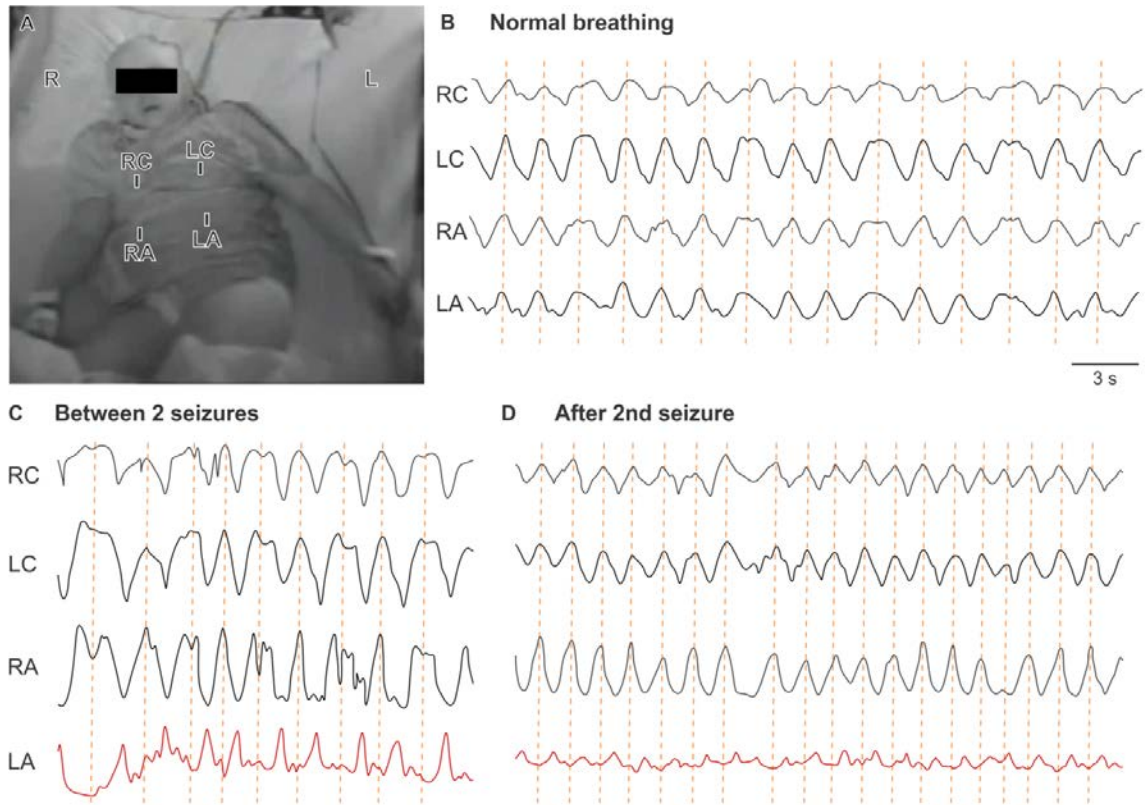 A
R
L
RC
LC
RA
LA
B Normal breathing
RC
LC
RA
LA
3 s
C Between 2 seizures
RC
LC
RA
LA
D After 2nd seizure